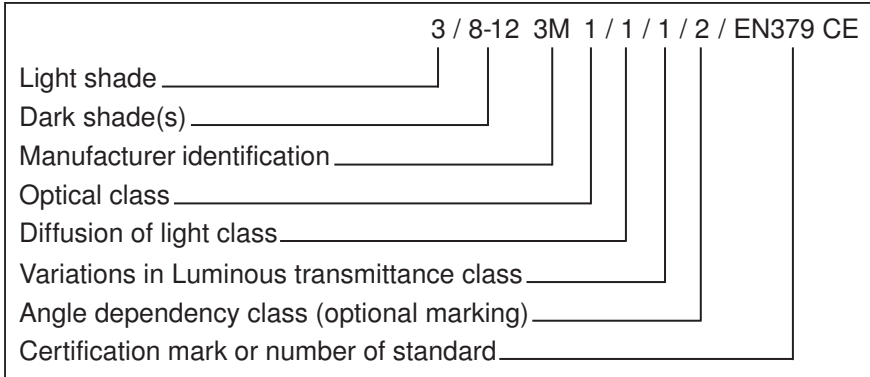 3 / 8-12 3M 1 / 1 / 1 / 2 / EN379 CE
Light shade
Dark shade(s)
Manufacturer identification
Optical class
Diffusion of light class
Variations in Luminous transmittance class
Angle dependency class (optional marking)
Certification mark or number of standard